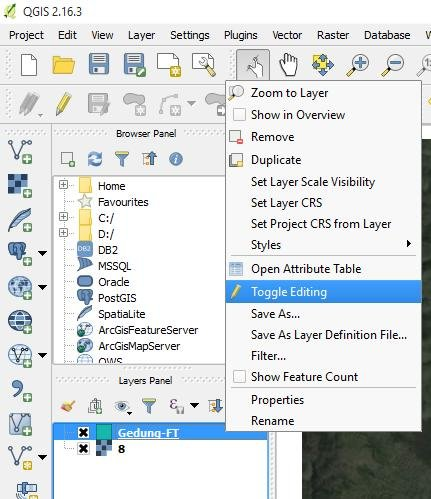 QGIS 2.16.3
Project Edit View Layer Settings Plugins Vector Raster Database
Browser Panel
Home
Favourites
C:/
D:/
DB2
DB2
MSSQL
Oracle
PostGIS
SpatiaLite
ArcGisFeatureServer
ArcGisMapServer
OWS
Layers Panel
Gedung-FT
8
Zoom to Layer
Show in Overview
Remove
Duplicate
Set Layer Scale Visibility
Set Layer CRS
Set Project CRS from Layer
Styles
Open Attribute Table
Toggle Editing
Save As...
Save As Layer Definition File...
Filter...
Show Feature Count
Properties
Rename